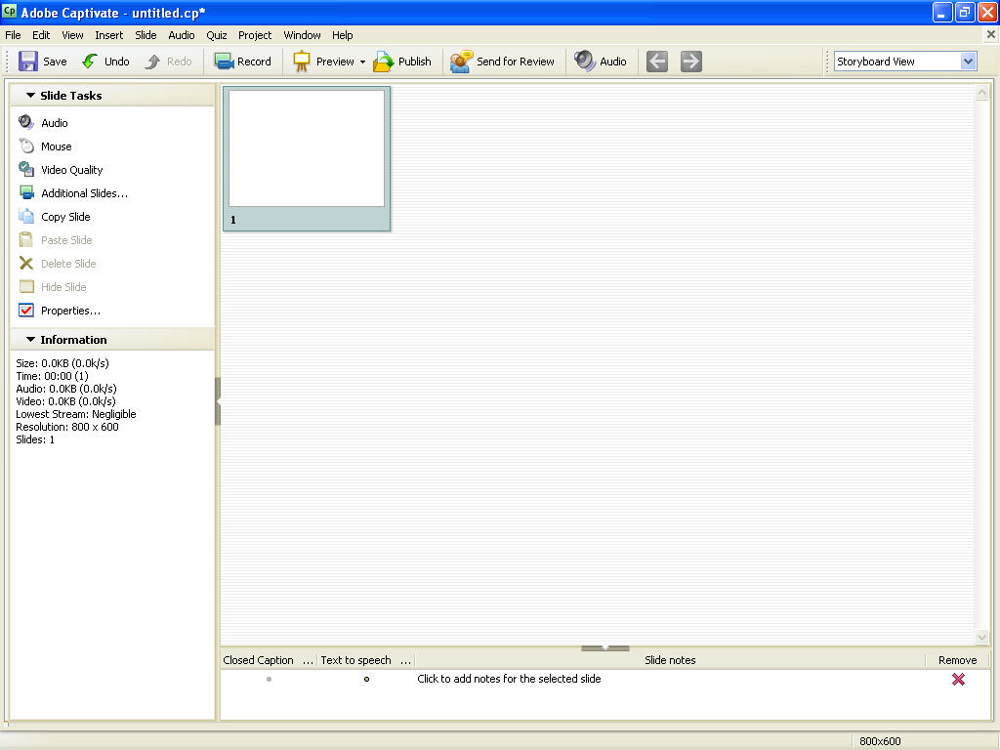 Cp Adobe Captivate - untitled.cp*
File Edit View Insert Slide Audio Quiz Project Window Help
Save Undo Redo Record Preview Publish Send for Review Audio Storyboard View
Slide Tasks
Audio
Mouse
Video Quality
Additional Slides...
Copy Slide
Paste Slide
Delete Slide
Hide Slide
Properties...
Information
Size: 0.0KB (0.0k/s)
Time: 00:00 (1)
Audio: 0.0KB (0.0k/s)
Video: 0.0KB (0.0k/s)
Lowest Stream: Negligible
Resolution: 800 x 600
Slides: 1
1
Closed Caption ... Text to speech ... Slide notes Remove
Click to add notes for the selected slide
800x600